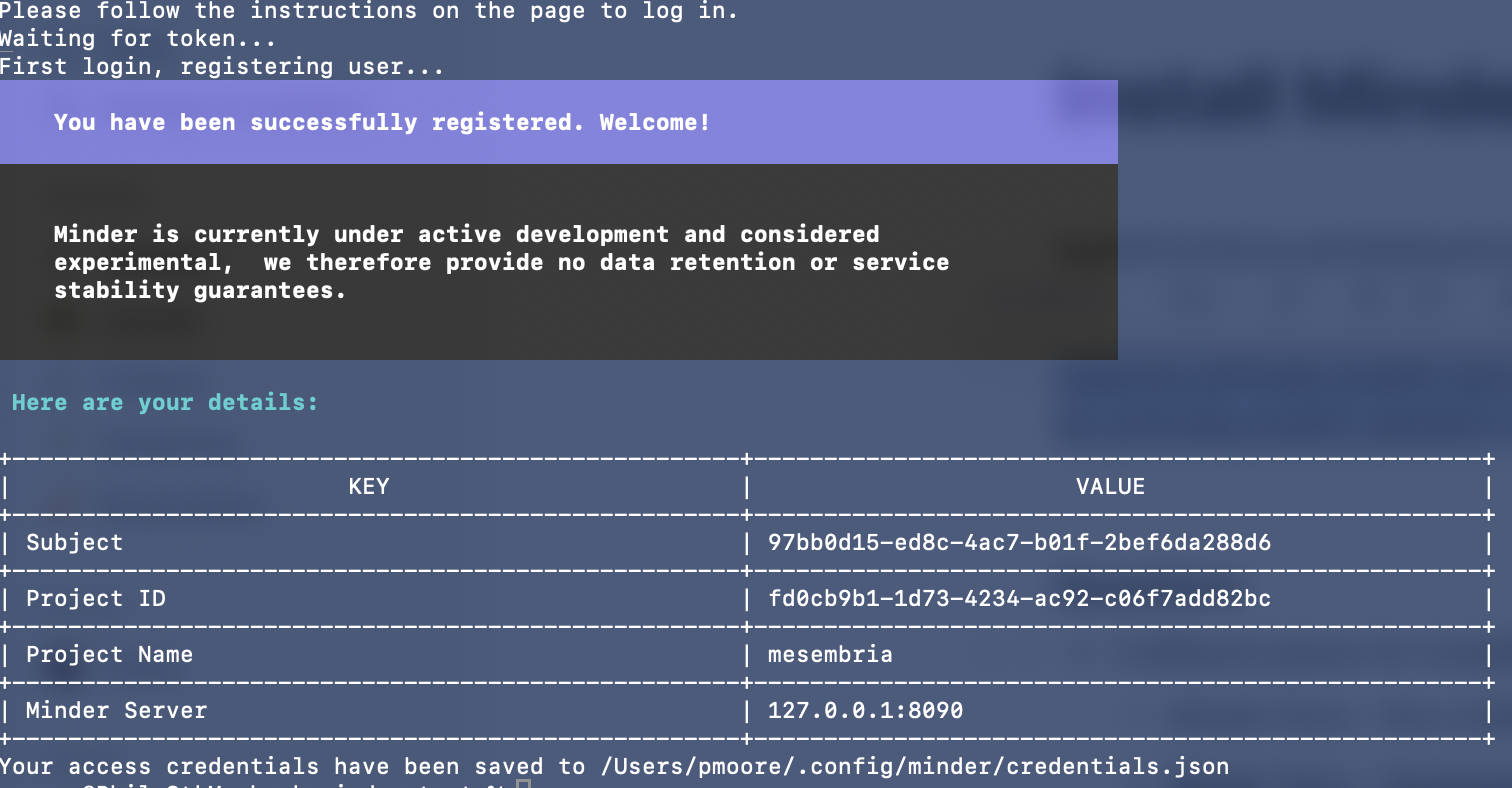 Please follow the instructions on the page to log in.
Waiting for token...
First login, registering user...
You have been successfully registered. Welcome!
Minder is currently under active development and considered
experimental,  we therefore provide no data retention or service
stability guarantees.
Here are your details:
+----------------------------------------------------+----------------------------------------------------+
| KEY | VALUE |
+----------------------------------------------------+----------------------------------------------------+
| Subject | 97bb0d15-ed8c-4ac7-b01f-2bef6da288d6 |
+----------------------------------------------------+----------------------------------------------------+
| Project ID | fd0cb9b1-1d73-4234-ac92-c06f7add82bc |
+----------------------------------------------------+----------------------------------------------------+
| Project Name | mesembria |
+----------------------------------------------------+----------------------------------------------------+
| Minder Server | 127.0.0.1:8090 |
+----------------------------------------------------+----------------------------------------------------+
Your access credentials have been saved to /Users/pmoore/.config/minder/credentials.json